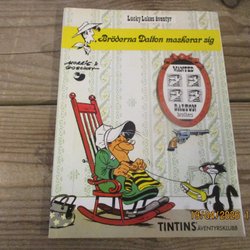 Lucky Lukes äventyr
Bröderna Dalton maskerar sig
MORRIS &
GOSCINNY
WANTED
DALTON
brothers
TINTINS ÄVENTYRSKLUBB